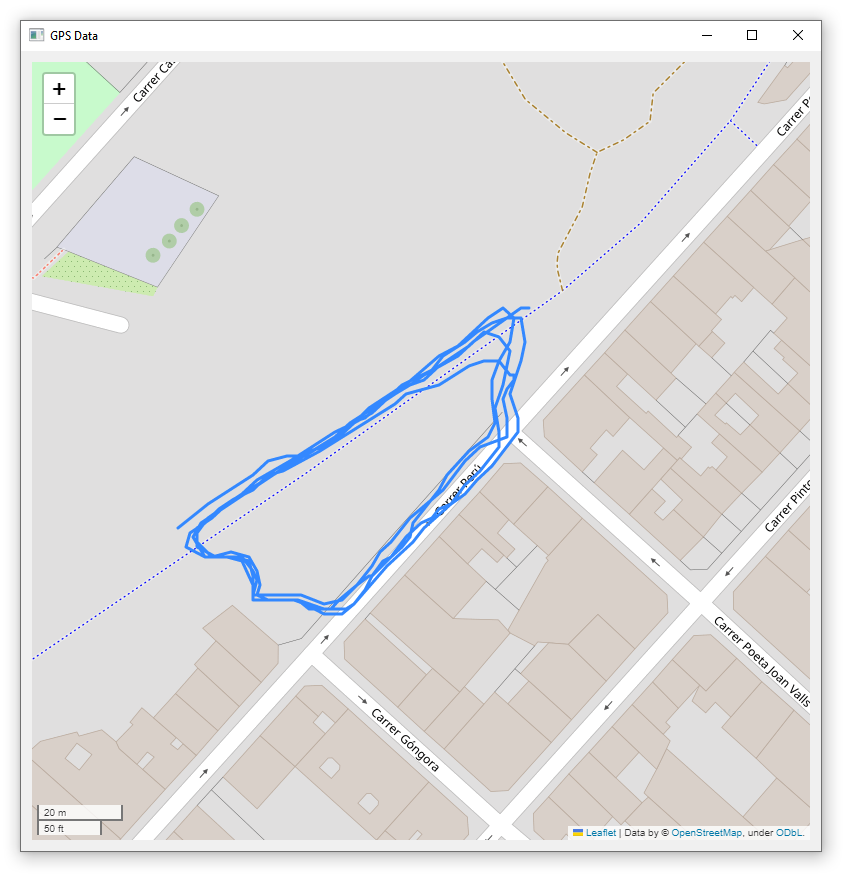 GPS Data
+
−
Carrer Ca
Carrer P
Carrer Perú
Carrer Pinto
Carrer Poeta Joan Valls
Carrer Góngora
20 m
50 ft
Leaflet | Data by © OpenStreetMap, under ODbL.